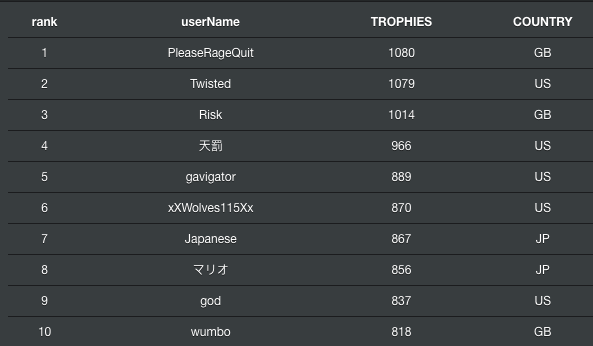 rank userName TROPHIES COUNTRY
1 PleaseRageQuit 1080 GB
2 Twisted 1079 US
3 Risk 1014 GB
4 天罰 966 US
5 gavigator 889 US
6 xXWolves115Xx 870 US
7 Japanese 867 JP
8 マリオ 856 JP
9 god 837 US
10 wumbo 818 GB